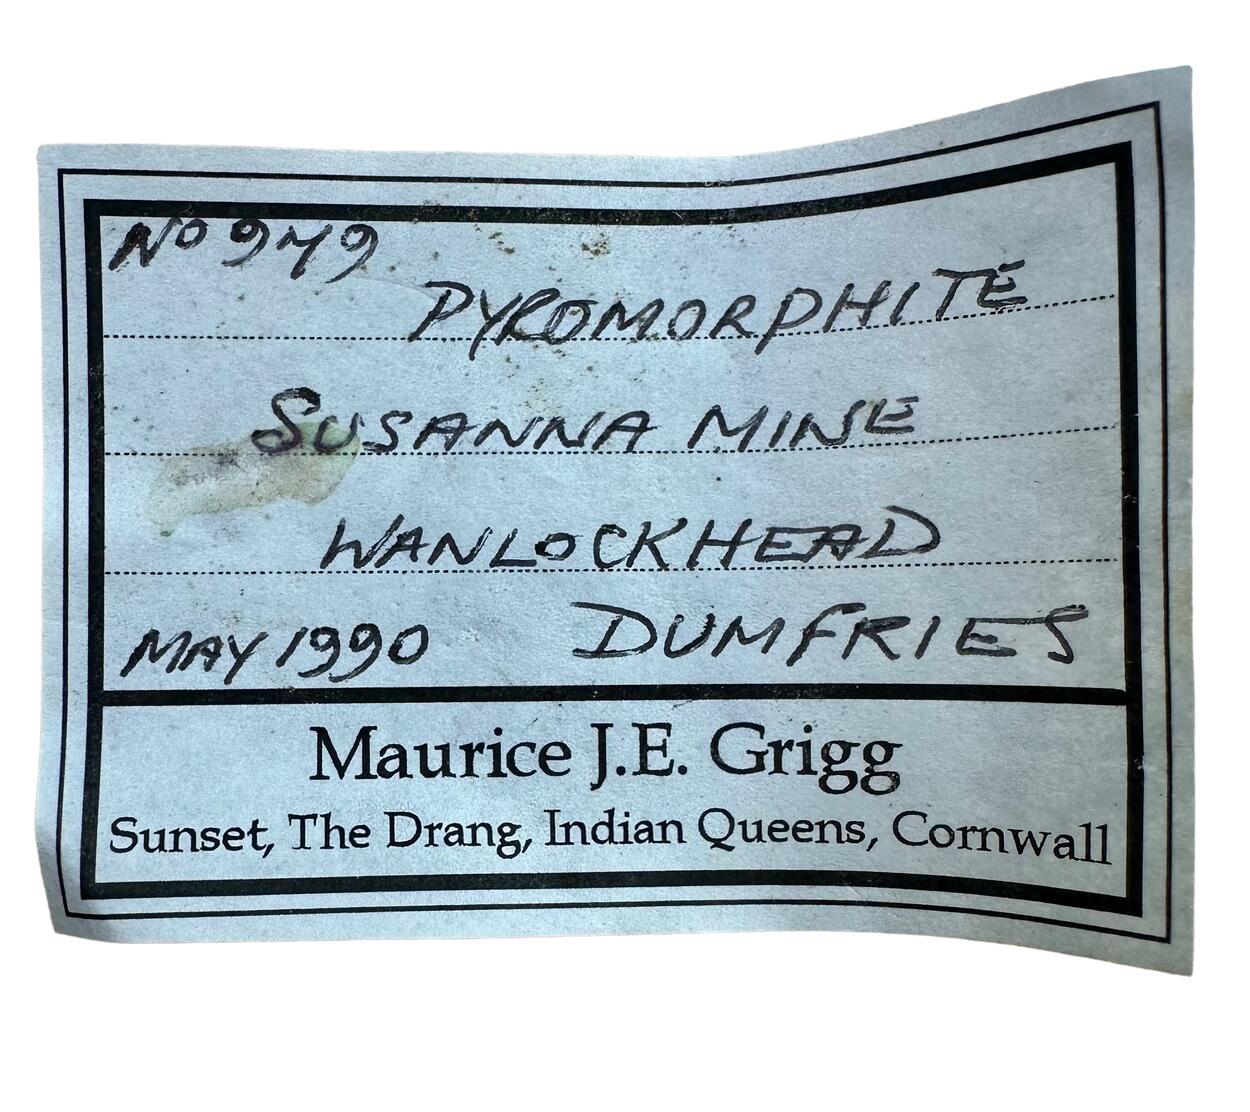 No 949
PYROMORPHITE
SUSANNA MINE
WANLOCKHEAD
MAY 1990 DUMFRIES
Maurice J.E. Grigg
Sunset, The Drang, Indian Queens, Cornwall